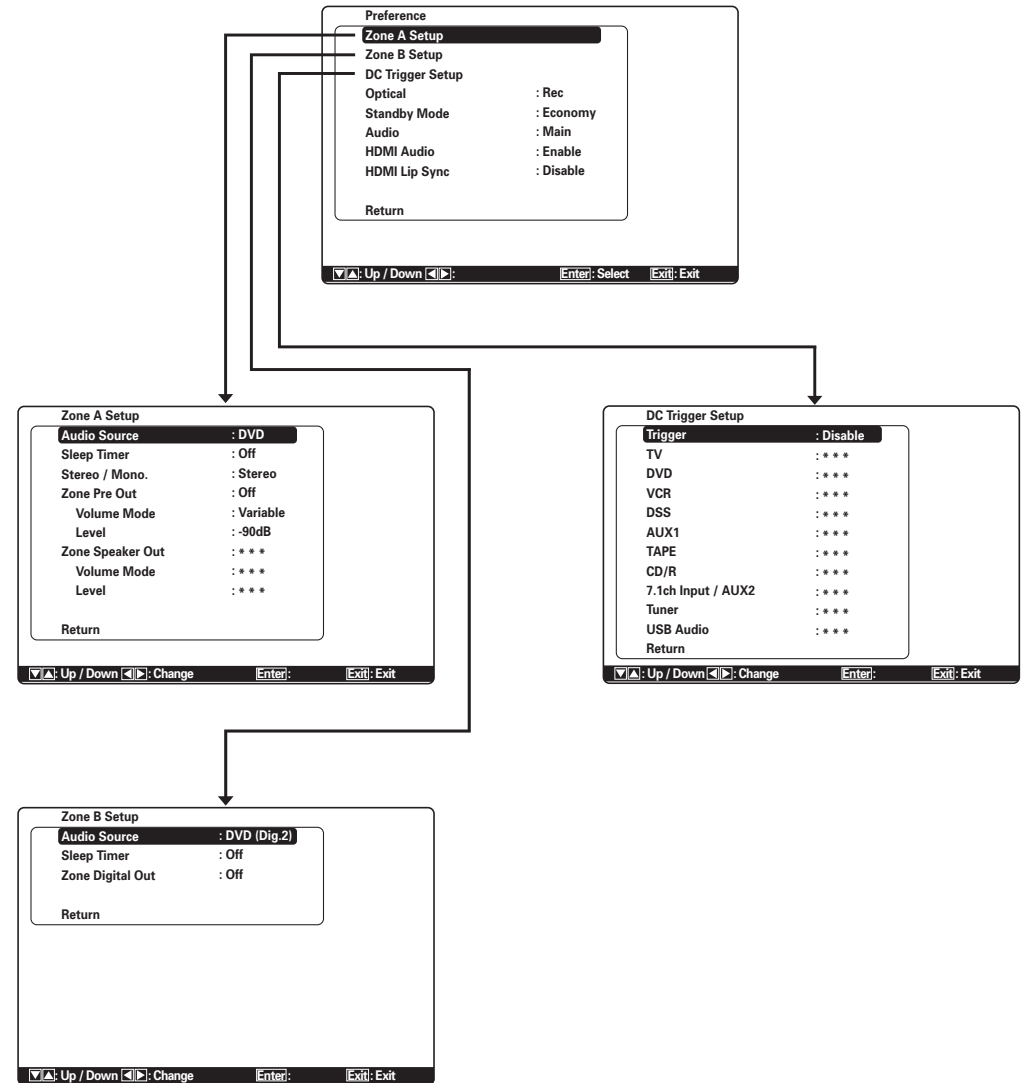 Preference
Zone A Setup
Zone B Setup
DC Trigger Setup
Optical : Rec
Standby Mode : Economy
Audio : Main
HDMI Audio : Enable
HDMI Lip Sync : Disable
Return
▼▲: Up / Down ◀▶: Enter: Select Exit: Exit
Zone A Setup
Audio Source : DVD
Sleep Timer : Off
Stereo / Mono. : Stereo
Zone Pre Out : Off
Volume Mode : Variable
Level : -90dB
Zone Speaker Out : * * *
Volume Mode : * * *
Level : * * *
Return
▼▲: Up / Down ◀▶: Change Enter: Exit: Exit
DC Trigger Setup
Trigger : Disable
TV : * * *
DVD : * * *
VCR : * * *
DSS : * * *
AUX1 : * * *
TAPE : * * *
CD/R : * * *
7.1ch Input / AUX2 : * * *
Tuner : * * *
USB Audio : * * *
Return
▼▲: Up / Down ◀▶: Change Enter: Exit: Exit
Zone B Setup
Audio Source : DVD (Dig.2)
Sleep Timer : Off
Zone Digital Out : Off
Return
▼▲: Up / Down ◀▶: Change Enter: Exit: Exit